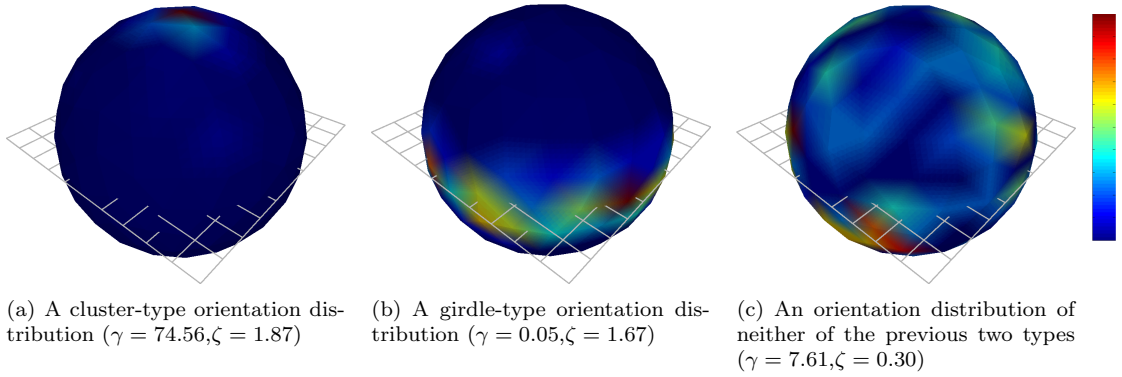 (a) A cluster-type orientation dis-
tribution (γ = 74.56,ζ = 1.87)
(b) A girdle-type orientation dis-
tribution (γ = 0.05,ζ = 1.67)
(c) An orientation distribution of
neither of the previous two types
(γ = 7.61,ζ = 0.30)